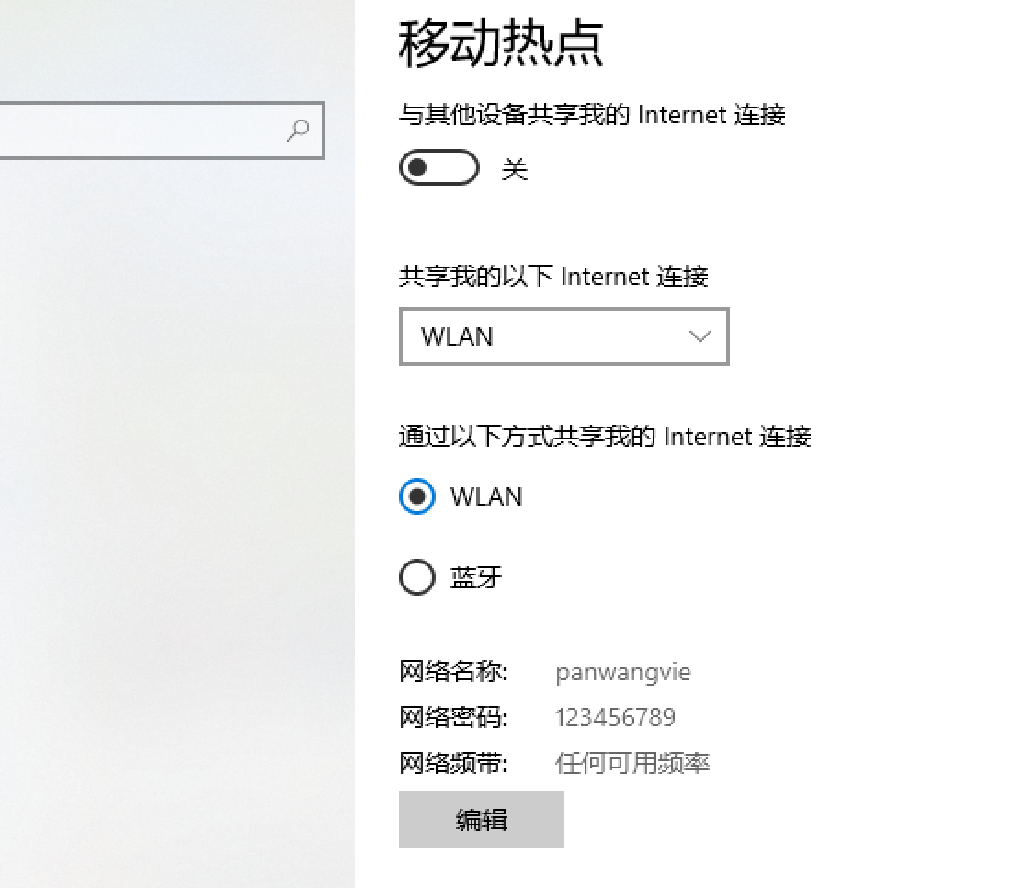 移动热点
与其他设备共享我的 Internet 连接
关
共享我的以下 Internet 连接
WLAN
通过以下方式共享我的 Internet 连接
WLAN
蓝牙
网络名称: panwangvie
网络密码: 123456789
网络频带: 任何可用频率
编辑